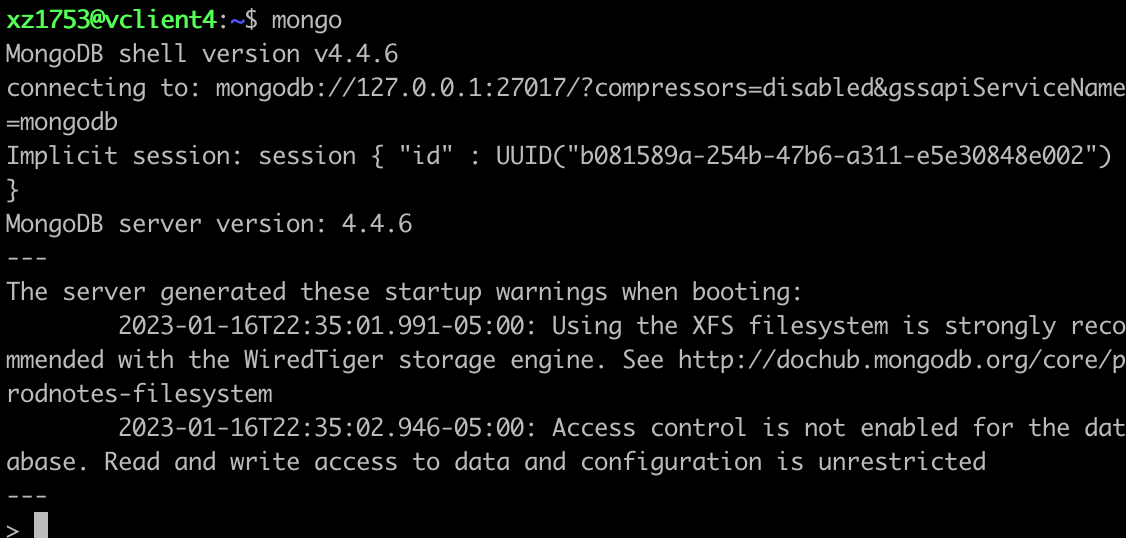 xz1753@vclient4:~$ mongo
MongoDB shell version v4.4.6
connecting to: mongodb://127.0.0.1:27017/?compressors=disabled&gssapiServiceName
=mongodb
Implicit session: session { "id" : UUID("b081589a-254b-47b6-a311-e5e30848e002")
}
MongoDB server version: 4.4.6
---
The server generated these startup warnings when booting:
        2023-01-16T22:35:01.991-05:00: Using the XFS filesystem is strongly reco
mmended with the WiredTiger storage engine. See http://dochub.mongodb.org/core/p
rodnotes-filesystem
        2023-01-16T22:35:02.946-05:00: Access control is not enabled for the dat
abase. Read and write access to data and configuration is unrestricted
---
>